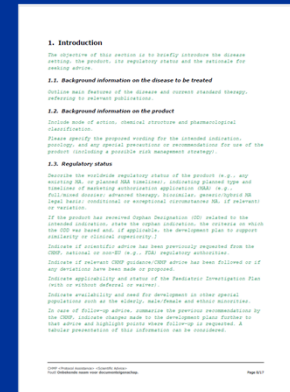 1. Introduction
The objective of this section is to briefly introduce the disease
setting, the product, its regulatory status and the rationale for
seeking advice.
1.1. Background information on the disease to be treated
Outline main features of the disease and current standard therapy,
referring to relevant publications.
1.2. Background information on the product
Include mode of action, chemical structure and pharmacological
classification.
Please specify the proposed wording for the intended indication,
posology, and any special precautions or recommendations for use of the
product (including a possible risk management strategy).
1.3. Regulatory status
Describe the worldwide regulatory status of the product (e.g., any
existing MA, or planned MAA timelines), indicating planned type and
timelines of marketing authorisation application (MAA) (e.g.,
full/mixed dossier; advanced therapy, biosimilar, generic/hybrid MA
legal basis; conditional or exceptional circumstances MA, if relevant)
or variation.
If the product has received Orphan Designation (OD) related to the
intended indication, state the orphan indication, the criteria on which
the ODD was based and, if applicable, the development plan to support
similarity or clinical superiority.
Indicate if scientific advice has previously been requested from the
CHMP, national or non-EU (e.g., FDA) regulatory authorities.
Indicate if relevant CHMP guidance/CHMP advice has been followed or if
any deviations have been made or proposed.
Indicate applicability and status of the Paediatric Investigation Plan
(with or without deferral or waiver).
Indicate availability and need for development in other special
populations such as the elderly, male/female and ethnic minorities.
In case of follow-up advice, summarise the previous recommendations by
the CHMP, indicate changes made to the development plans further to
that advice and highlight points where follow-up is requested. A
tabular presentation of this information can be considered.